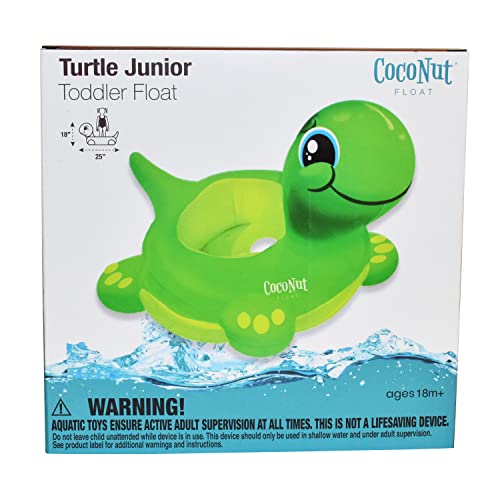 Turtle Junior
Toddler Float
CocoNut
FLOAT
18"
25"
CocoNut
FLOAT
ages 18m+
WARNING!
AQUATIC TOYS ENSURE ACTIVE ADULT SUPERVISION AT ALL TIMES. THIS IS NOT A LIFESAVING DEVICE.
Do not leave child unattended while device is in use. This device should only be used in shallow water and under adult supervision.
See product label for additional warnings and instructions.